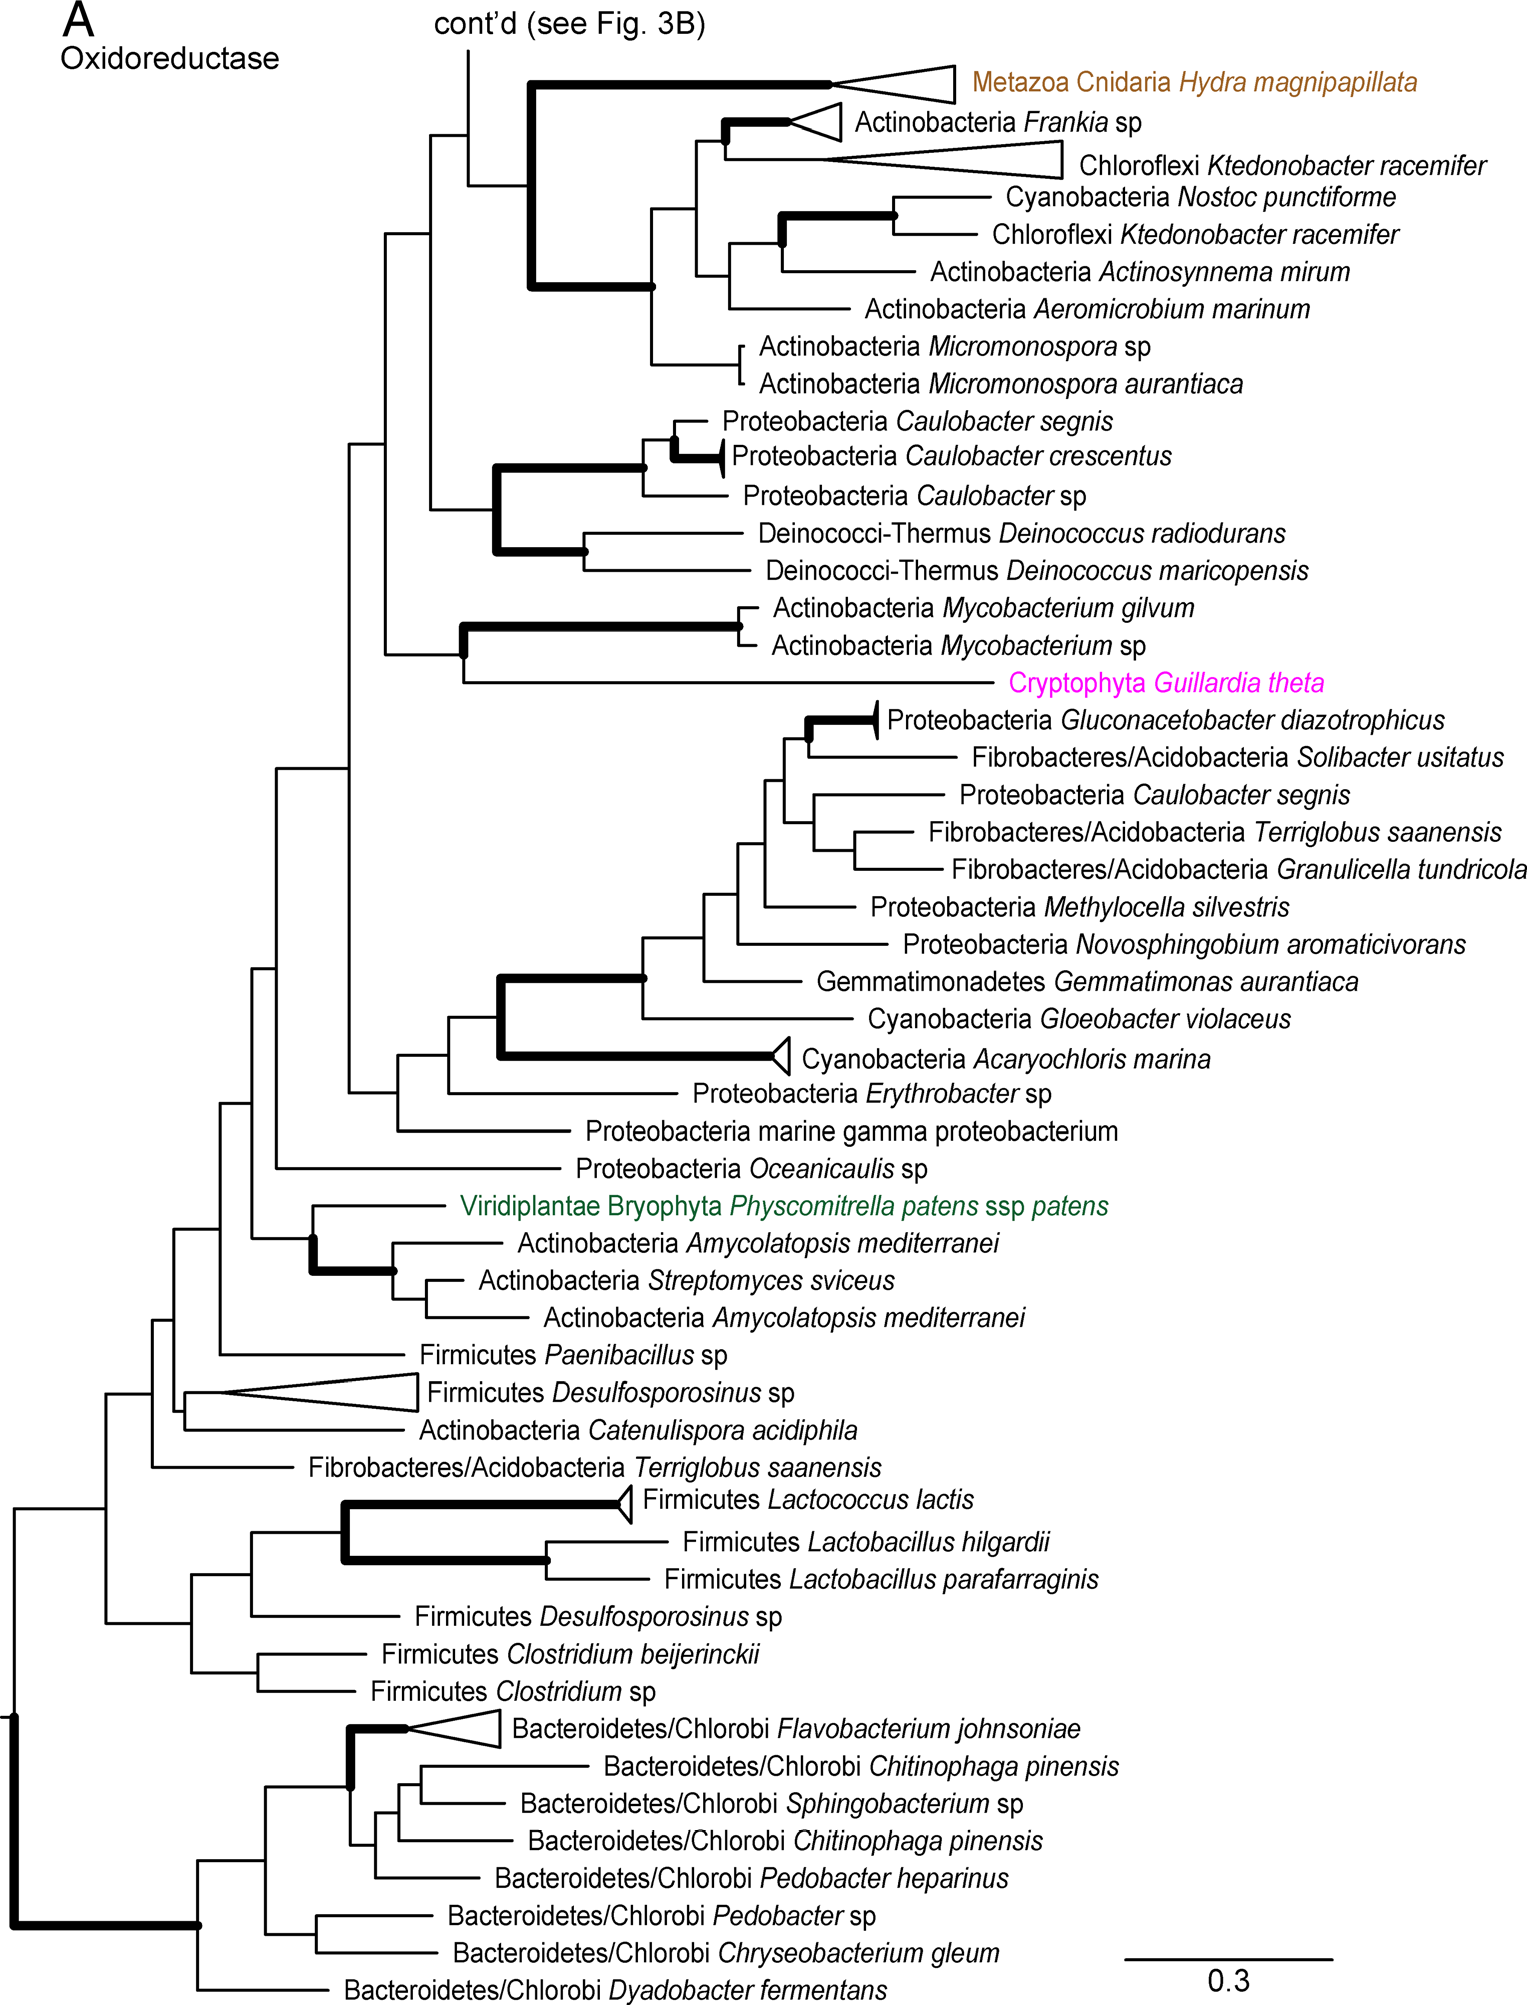 A
cont'd (see Fig. 3B)
Oxidoreductase
Metazoa Cnidaria Hydra magnipapillata
Actinobacteria Frankia sp
Chloroflexi Ktedonobacter racemifer
Cyanobacteria Nostoc punctiforme
Chloroflexi Ktedonobacter racemifer
Actinobacteria Actinosynnema mirum
Actinobacteria Aeromicrobium marinum
Actinobacteria Micromonospora sp
Actinobacteria Micromonospora aurantiaca
Proteobacteria Caulobacter segnis
Proteobacteria Caulobacter crescentus
Proteobacteria Caulobacter sp
Deinococci-Thermus Deinococcus radiodurans
Deinococci-Thermus Deinococcus maricopensis
Actinobacteria Mycobacterium gilvum
Actinobacteria Mycobacterium sp
Cryptophyta Guillardia theta
Proteobacteria Gluconacetobacter diazotrophicus
Fibrobacteres/Acidobacteria Solibacter usitatus
Proteobacteria Caulobacter segnis
Fibrobacteres/Acidobacteria Terriglobus saanensis
Fibrobacteres/Acidobacteria Granulicella tundricola
Proteobacteria Methylocella silvestris
Proteobacteria Novosphingobium aromaticivorans
Gemmatimonadetes Gemmatimonas aurantiaca
Cyanobacteria Gloeobacter violaceus
Cyanobacteria Acaryochloris marina
Proteobacteria Erythrobacter sp
Proteobacteria marine gamma proteobacterium
Proteobacteria Oceanicaulis sp
Viridiplantae Bryophyta Physcomitrella patens ssp patens
Actinobacteria Amycolatopsis mediterranei
Actinobacteria Streptomyces sviceus
Actinobacteria Amycolatopsis mediterranei
Firmicutes Paenibacillus sp
Firmicutes Desulfosporosinus sp
Actinobacteria Catenulispora acidiphila
Fibrobacteres/Acidobacteria Terriglobus saanensis
Firmicutes Lactococcus lactis
Firmicutes Lactobacillus hilgardii
Firmicutes Lactobacillus parafarraginis
Firmicutes Desulfosporosinus sp
Firmicutes Clostridium beijerinckii
Firmicutes Clostridium sp
Bacteroidetes/Chlorobi Flavobacterium johnsoniae
Bacteroidetes/Chlorobi Chitinophaga pinensis
Bacteroidetes/Chlorobi Sphingobacterium sp
Bacteroidetes/Chlorobi Chitinophaga pinensis
Bacteroidetes/Chlorobi Pedobacter heparinus
Bacteroidetes/Chlorobi Pedobacter sp
Bacteroidetes/Chlorobi Chryseobacterium gleum
Bacteroidetes/Chlorobi Dyadobacter fermentans
0.3